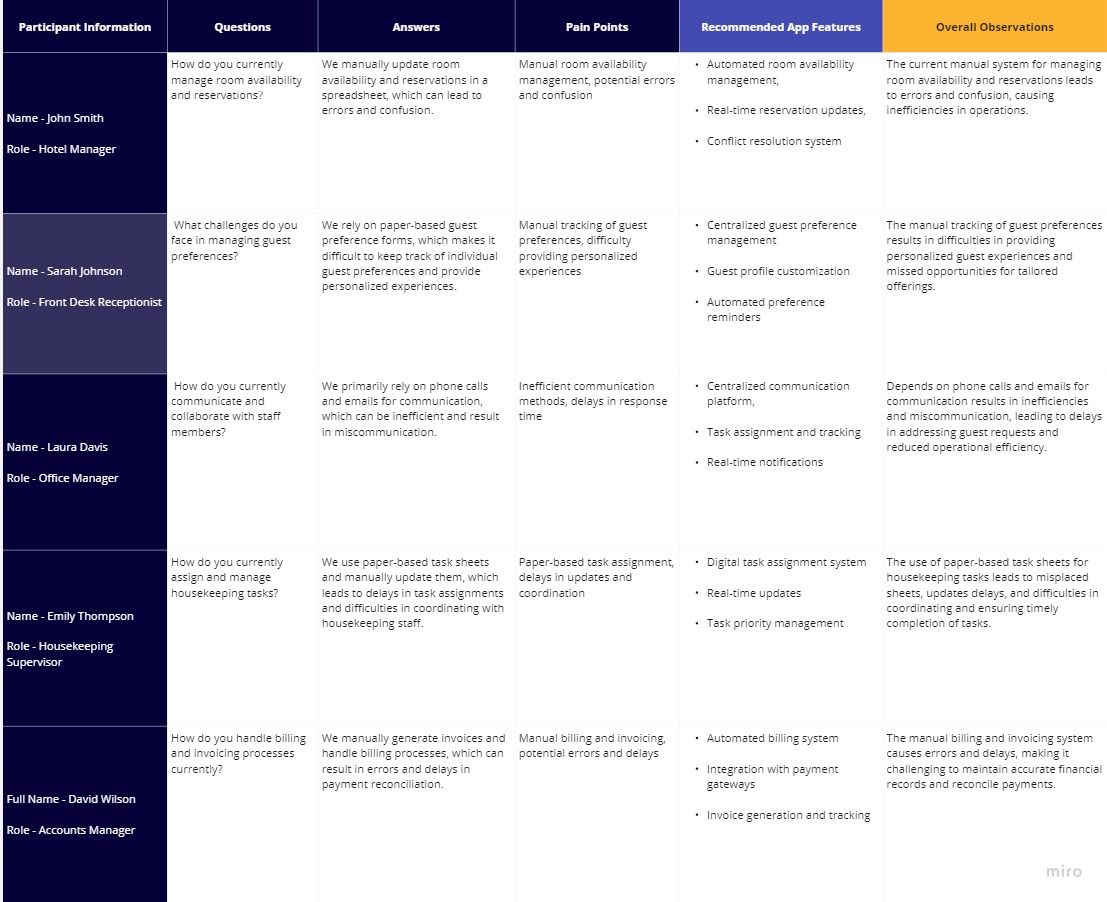 Participant Information
Questions
Answers
Pain Points
Recommended App Features
Overall Observations
Name - John Smith
Role - Hotel Manager
How do you currently
manage room availability
and reservations?
We manually update room
availability and reservations in a
spreadsheet, which can lead to
errors and confusion.
Manual room availability
management, potential errors
and confusion
• Automated room availability
management,
• Real-time reservation updates,
• Conflict resolution system
The current manual system for managing
room availability and reservations leads
to errors and confusion, causing
inefficiencies in operations.
Name - Sarah Johnson
Role - Front Desk Receptionist
What challenges do you
face in managing guest
preferences?
We rely on paper-based guest
preference forms, which makes it
difficult to keep track of individual
guest preferences and provide
personalized experiences.
Manual tracking of guest
preferences, difficulty
providing personalized
experiences
• Centralized guest preference
management
• Guest profile customization
• Automated preference
reminders
The manual tracking of guest preferences
results in difficulties in providing
personalized guest experiences and
missed opportunities for tailored
offerings.
Name - Laura Davis
Role - Office Manager
How do you currently
communicate and
collaborate with staff
members?
We primarily rely on phone calls
and emails for communication,
which can be inefficient and result
in miscommunication.
Inefficient communication
methods, delays in response
time
• Centralized communication
platform,
• Task assignment and tracking
• Real-time notifications
Depends on phone calls and emails for
communication results in inefficiencies
and miscommunication, leading to delays
in addressing guest requests and
reduced operational efficiency.
Name - Emily Thompson
Role - Housekeeping
Supervisor
How do you currently
assign and manage
housekeeping tasks?
We use paper-based task sheets
and manually update them, which
leads to delays in task assignments
and difficulties in coordinating with
housekeeping staff.
Paper-based task assignment,
delays in updates and
coordination
• Digital task assignment system
• Real-time updates
• Task priority management
The use of paper-based task sheets for
housekeeping tasks leads to misplaced
sheets, updates delays, and difficulties in
coordinating and ensuring timely
completion of tasks.
Full Name - David Wilson
Role - Accounts Manager
How do you handle billing
and invoicing processes
currently?
We manually generate invoices and
handle billing processes, which can
result in errors and delays in
payment reconciliation.
Manual billing and invoicing,
potential errors and delays
• Automated billing system
• Integration with payment
gateways
• Invoice generation and tracking
The manual billing and invoicing system
causes errors and delays, making it
challenging to maintain accurate financial
records and reconcile payments.
miro